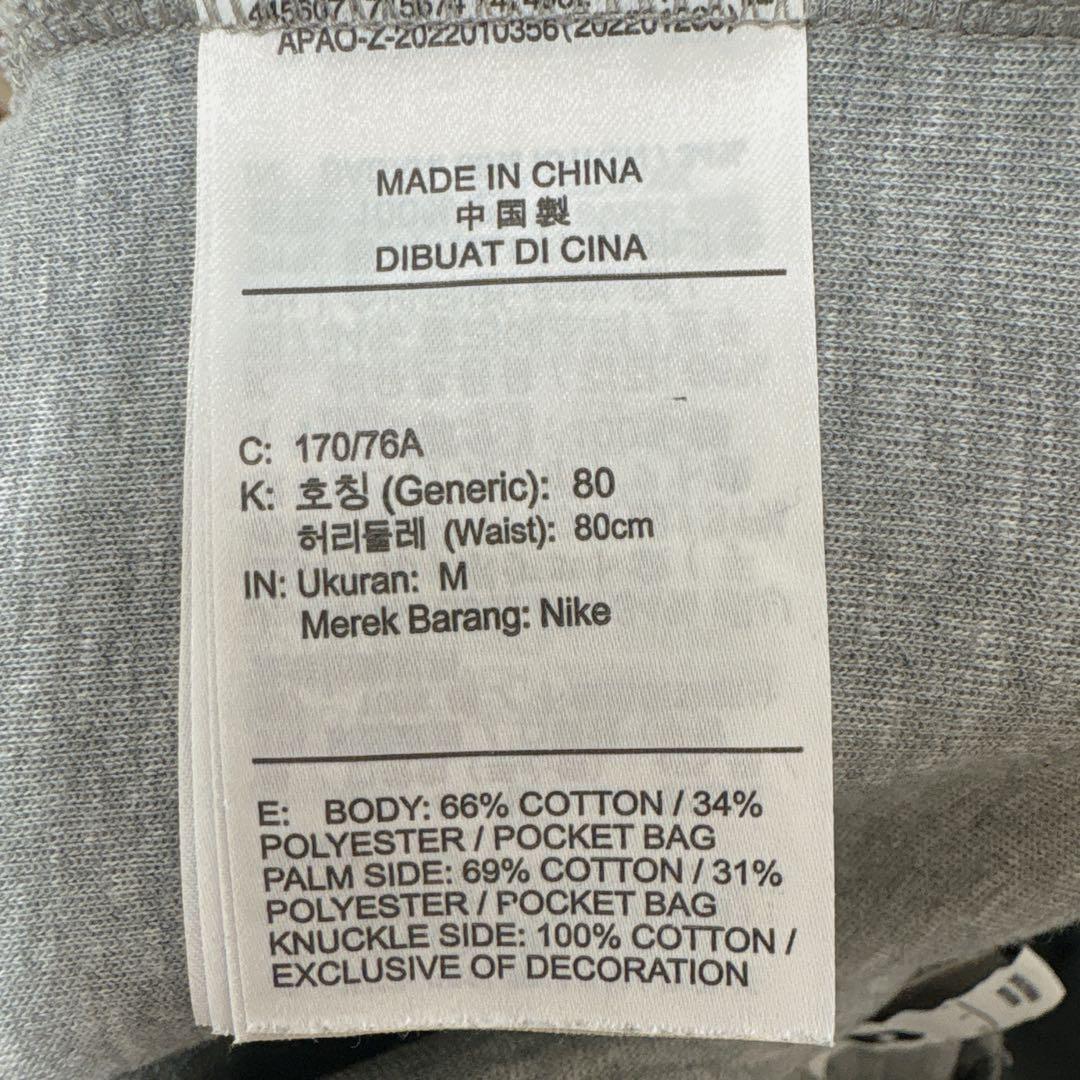 MADE IN CHINA
中国製
DIBUAT DI CINA
C: 170/76A
K: 호칭 (Generic): 80
허리둘레 (Waist): 80cm
IN: Ukuran: M
Merek Barang: Nike
E: BODY: 66% COTTON / 34%
POLYESTER / POCKET BAG
PALM SIDE: 69% COTTON / 31%
POLYESTER / POCKET BAG
KNUCKLE SIDE: 100% COTTON /
EXCLUSIVE OF DECORATION